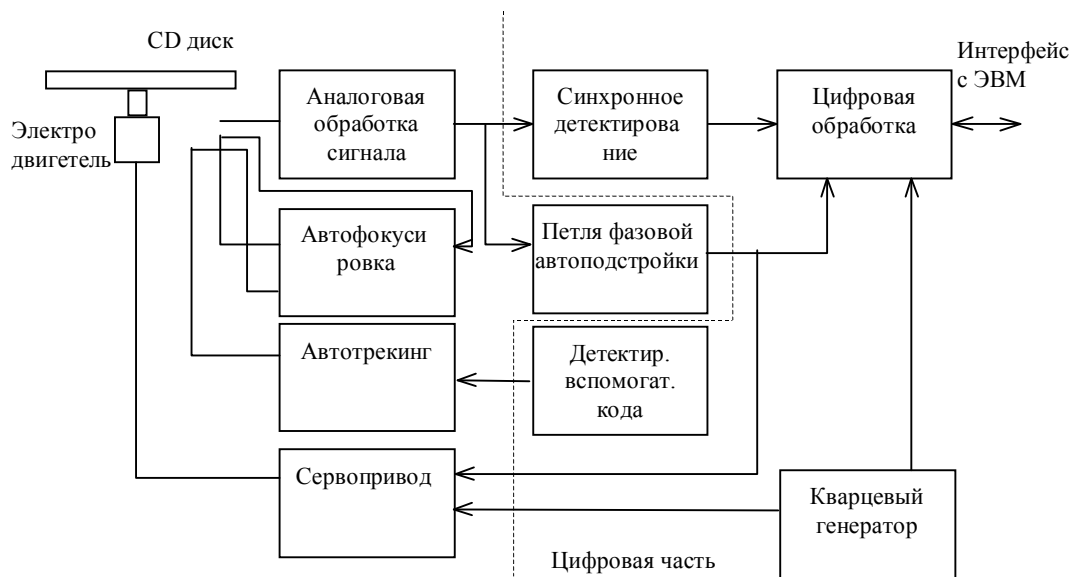 CD диск
Электро
двигетель
Аналоговая
обработка
сигнала
Синхронное
детектирова
ние
Цифровая
обработка
Интерфейс
с ЭВМ
Автофокуси
ровка
Петля фазовой
автоподстройки
Автотрекинг
Детектир.
вспомогат.
кода
Сервопривод
Кварцевый
генератор
Цифровая часть